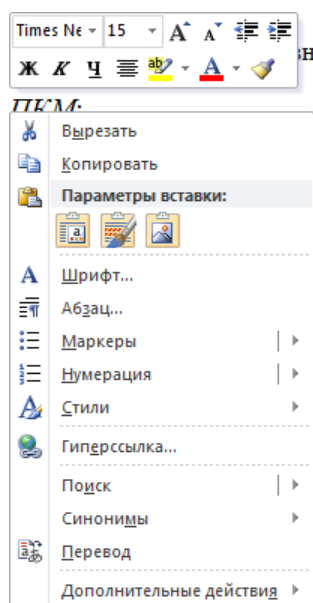 Times Ne 15
Ж К Ч ab А
ПКМ:
Вырезать
Копировать
Параметры вставки:
Шрифт...
Абзац...
Маркеры
Нумерация
Стили
Гиперссылка...
Поиск
Синонимы
Перевод
Дополнительные действия